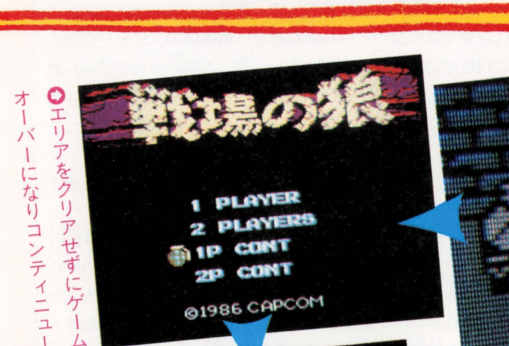 戦場の狼
1 PLAYER
2 PLAYERS
1P CONT
2P CONT
©1986 CAPCOM
➡エリアをクリアせずにゲーム
オーバーになりコンティニュー